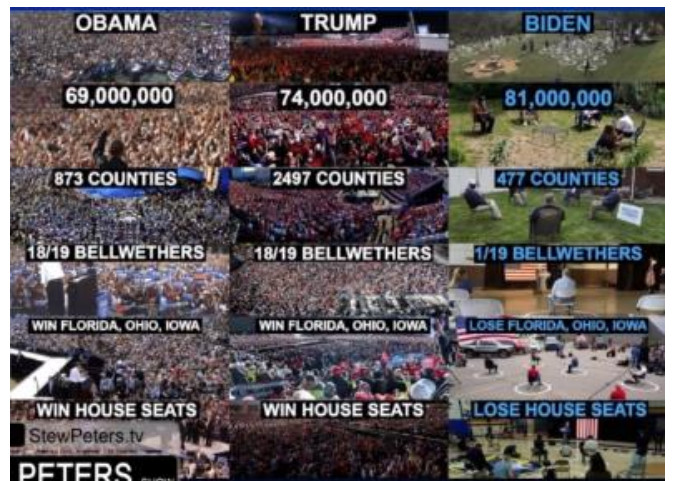 OBAMA TRUMP BIDEN
69,000,000 74,000,000 81,000,000
873 COUNTIES 2497 COUNTIES 477 COUNTIES
18/19 BELLWETHERS 18/19 BELLWETHERS 1/19 BELLWETHERS
WIN FLORIDA, OHIO, IOWA WIN FLORIDA, OHIO, IOWA LOSE FLORIDA, OHIO, IOWA
WIN HOUSE SEATS WIN HOUSE SEATS LOSE HOUSE SEATS
StewPeters.tv
PETERS SHOW